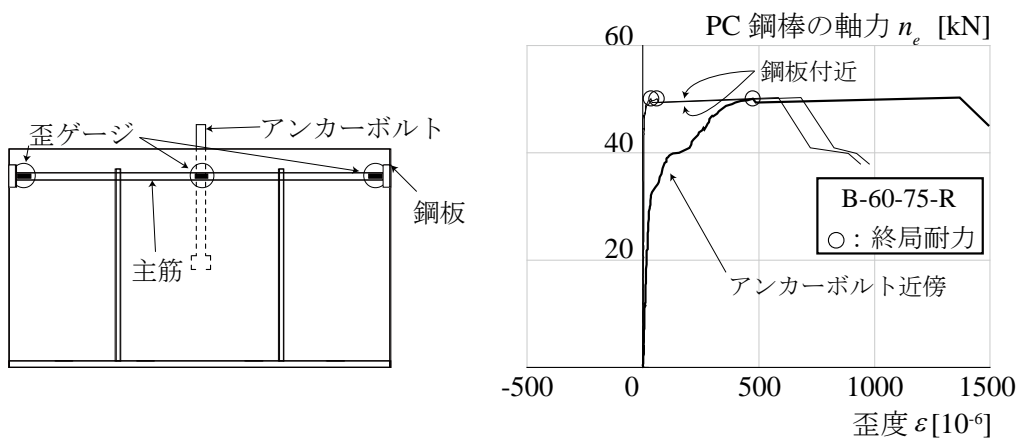 歪ゲージ
アンカーボルト
鋼板
主筋
PC 鋼棒の軸力 nₑ [kN]
60
鋼板付近
40
B-60-75-R
○ : 終局耐力
20
アンカーボルト近傍
-500 0 500 1000 1500
歪度 ε [10⁻⁶]